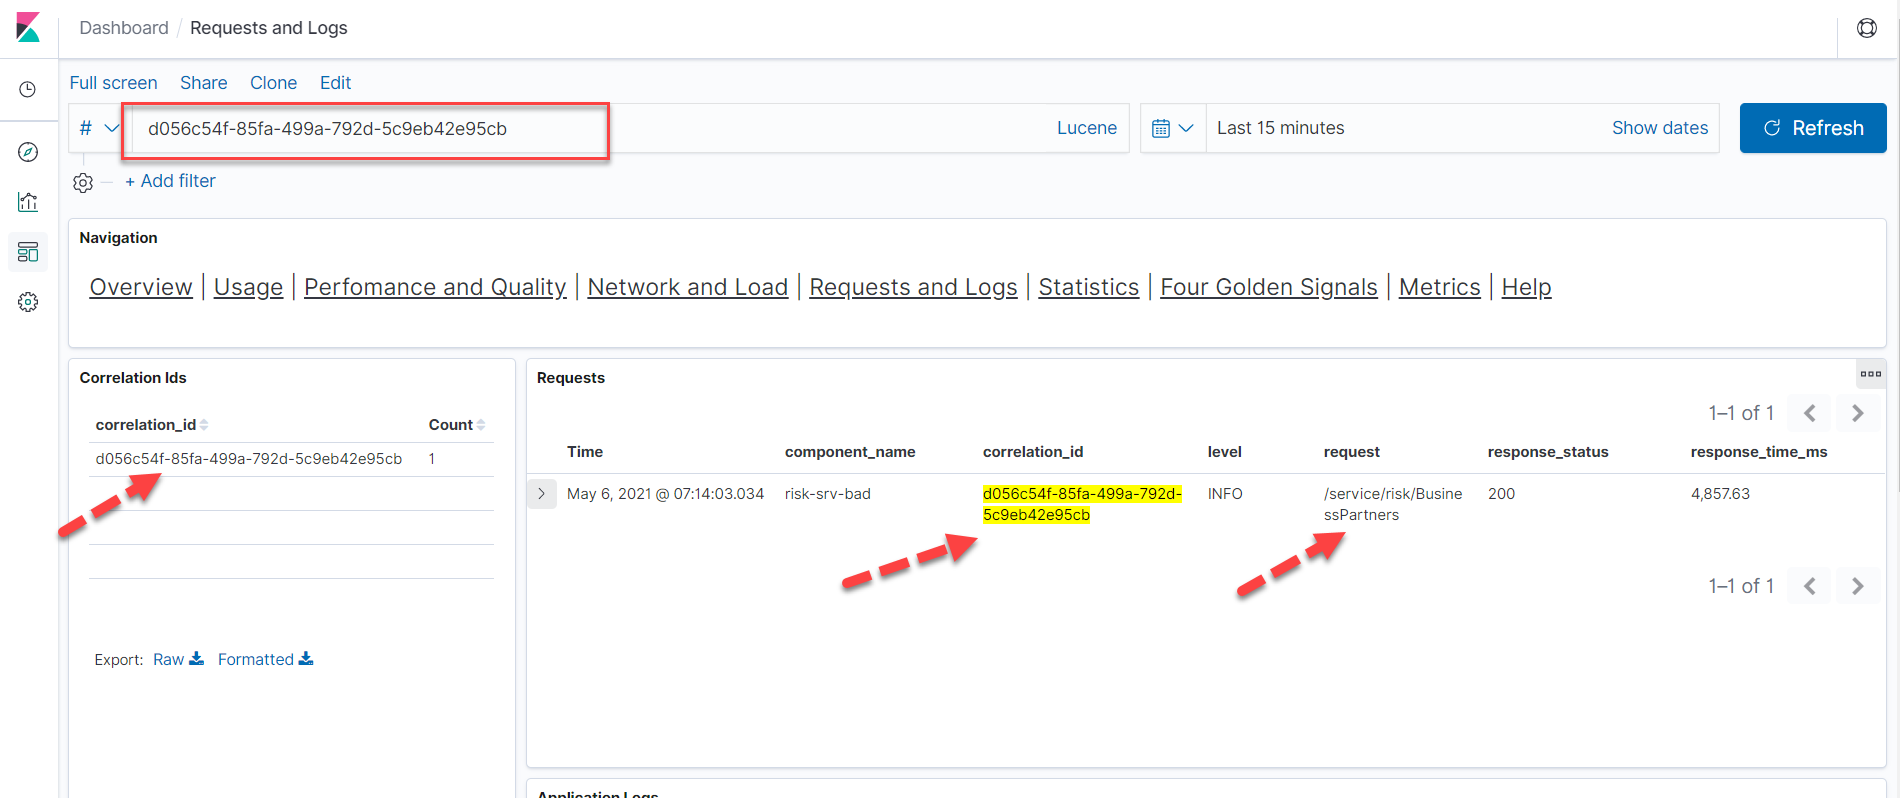 Dashboard / Requests and Logs
Full screen Share Clone Edit
# d056c54f-85fa-499a-792d-5c9eb42e95cb Lucene Last 15 minutes Show dates Refresh
+ Add filter
Navigation
Overview | Usage | Perfomance and Quality | Network and Load | Requests and Logs | Statistics | Four Golden Signals | Metrics | Help
Correlation Ids
correlation_id Count
d056c54f-85fa-499a-792d-5c9eb42e95cb 1
Export: Raw Formatted
Requests
1–1 of 1
Time component_name correlation_id level request response_status response_time_ms
May 6, 2021 @ 07:14:03.034 risk-srv-bad d056c54f-85fa-499a-792d- INFO /service/risk/Busine 200 4,857.63
5c9eb42e95cb ssPartners
1–1 of 1
Application Logs